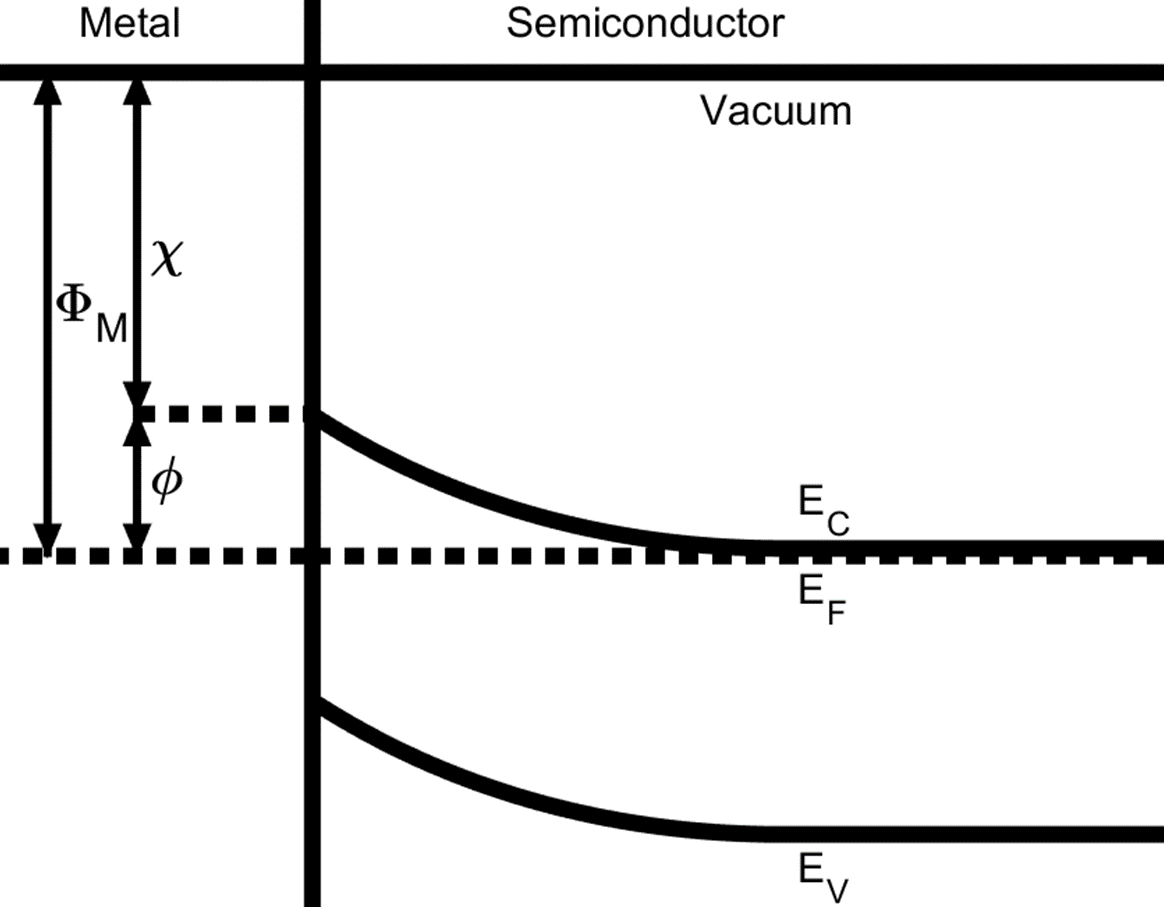 Metal
Semiconductor
Vacuum
χ
Φ_M
ϕ
E_C
E_F
E_V